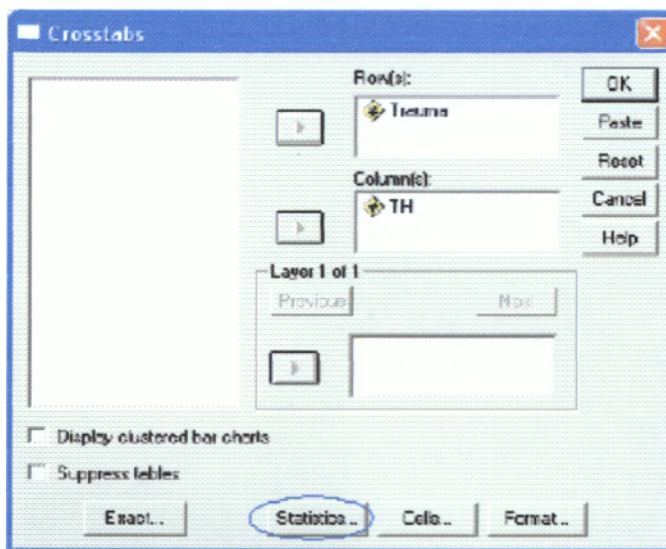 Crosstabs
Row(s):
Trauma
OK
Paste
Reset
Column(s):
TH
Cancel
Help
Layer 1 of 1
Previous
Next
Display clustered bar charts
Suppress tables
Exact...
Statistics...
Cells...
Format...